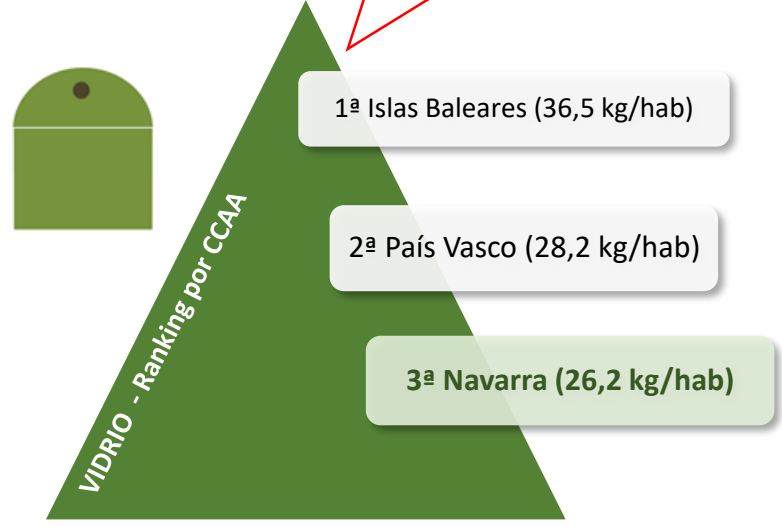 1ª Islas Baleares (36,5 kg/hab)
2ª País Vasco (28,2 kg/hab)
3ª Navarra (26,2 kg/hab)
VIDRIO - Ranking por CCAA